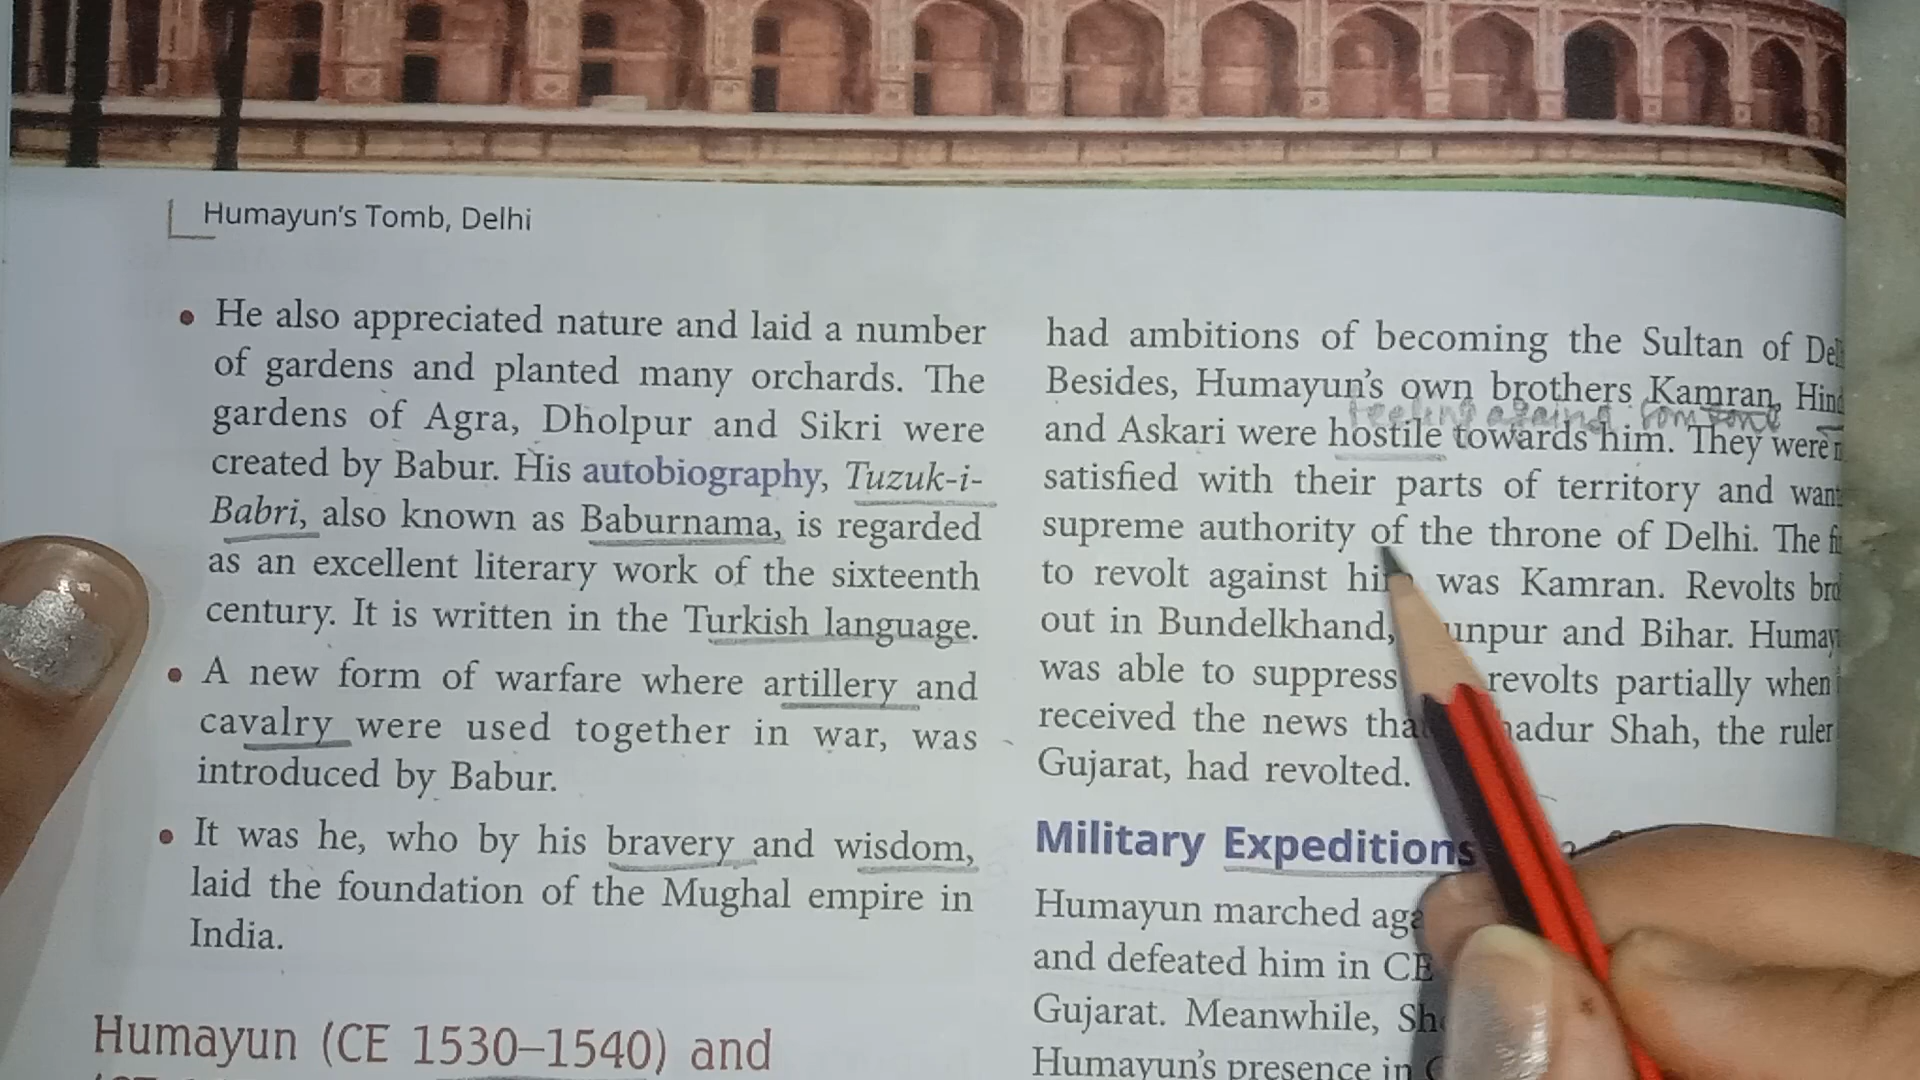 Humayun's Tomb, Delhi
• He also appreciated nature and laid a number
of gardens and planted many orchards. The
gardens of Agra, Dholpur and Sikri were
created by Babur. His autobiography, Tuzuk-i-
Babri, also known as Baburnama, is regarded
as an excellent literary work of the sixteenth
century. It is written in the Turkish language.
• A new form of warfare where artillery and
cavalry were used together in war, was
introduced by Babur.
• It was he, who by his bravery and wisdom,
laid the foundation of the Mughal empire in
India.
Humayun (CE 1530–1540) and
had ambitions of becoming the Sultan of
Besides, Humayun's own brothers Kamran,
feeling against
and Askari were hostile towards him. They were
satisfied with their parts of territory and
supreme authority of the throne of Delhi. The
to revolt against was Kamran. Revolts
out in Bundelkhand, and Bihar.
was able to suppress revolts partially when
received the news Shah, the ruler
Gujarat, had revolted.
Military Expeditions
Humayun marched
and defeated him in CE
Gujarat. Meanwhile,
Humayun's presence in